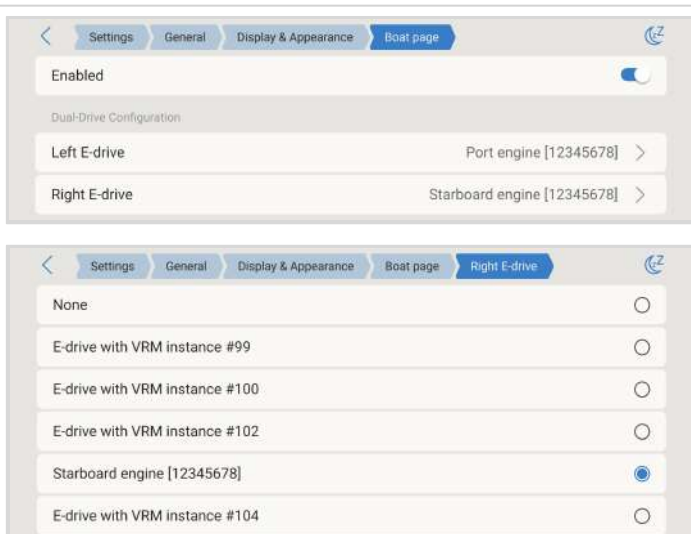 Settings General Display & Appearance Boat page
Enabled
Dual-Drive Configuration
Left E-drive Port engine [12345678]
Right E-drive Starboard engine [12345678]
Settings General Display & Appearance Boat page Right E-drive
None
E-drive with VRM instance #99
E-drive with VRM instance #100
E-drive with VRM instance #102
Starboard engine [12345678]
E-drive with VRM instance #104